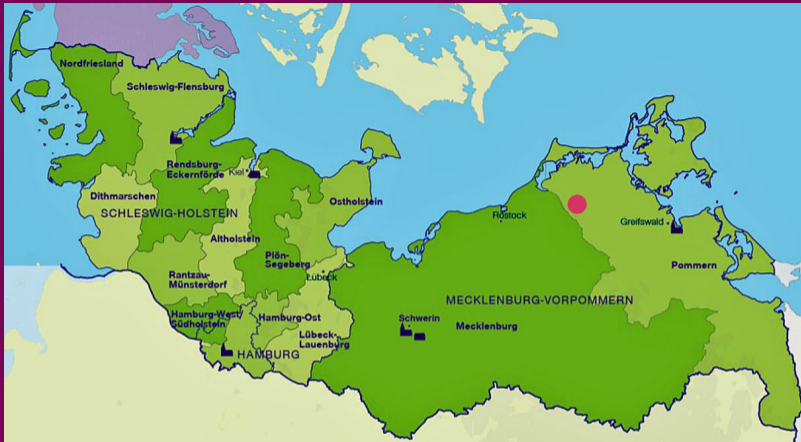 Nordfriesland
Schleswig-Flensburg
Rendsburg-
Eckernförde
Kiel
Dithmarschen
SCHLESWIG-HOLSTEIN
Ostholstein
Altholstein
Plön-
Segeberg
Rantzau-
Münsterdorf
Lübeck
Hamburg-West/
Südholstein
Hamburg-Ost
Lübeck-
Lauenburg
HAMBURG
Rostock
Greifswald
Pommern
MECKLENBURG-VORPOMMERN
Schwerin
Mecklenburg